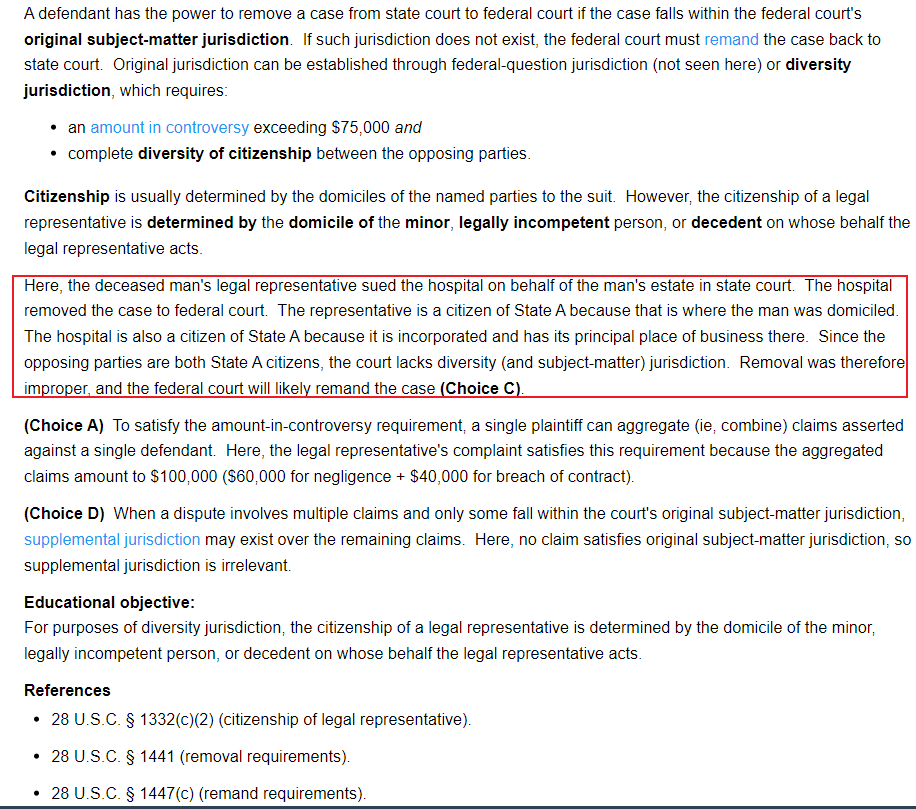 A defendant has the power to remove a case from state court to federal court if the case falls within the federal court's
original subject-matter jurisdiction.  If such jurisdiction does not exist, the federal court must remand the case back to
state court.  Original jurisdiction can be established through federal-question jurisdiction (not seen here) or diversity
jurisdiction, which requires:
• an amount in controversy exceeding $75,000 and
• complete diversity of citizenship between the opposing parties.
Citizenship is usually determined by the domiciles of the named parties to the suit.  However, the citizenship of a legal
representative is determined by the domicile of the minor, legally incompetent person, or decedent on whose behalf the
legal representative acts.
Here, the deceased man's legal representative sued the hospital on behalf of the man's estate in state court.  The hospital
removed the case to federal court.  The representative is a citizen of State A because that is where the man was domiciled.
The hospital is also a citizen of State A because it is incorporated and has its principal place of business there.  Since the
opposing parties are both State A citizens, the court lacks diversity (and subject-matter) jurisdiction.  Removal was therefore
improper, and the federal court will likely remand the case (Choice C).
(Choice A)  To satisfy the amount-in-controversy requirement, a single plaintiff can aggregate (ie, combine) claims asserted
against a single defendant.  Here, the legal representative's complaint satisfies this requirement because the aggregated
claims amount to $100,000 ($60,000 for negligence + $40,000 for breach of contract).
(Choice D)  When a dispute involves multiple claims and only some fall within the court's original subject-matter jurisdiction,
supplemental jurisdiction may exist over the remaining claims.  Here, no claim satisfies original subject-matter jurisdiction, so
supplemental jurisdiction is irrelevant.
Educational objective:
For purposes of diversity jurisdiction, the citizenship of a legal representative is determined by the domicile of the minor,
legally incompetent person, or decedent on whose behalf the legal representative acts.
References
• 28 U.S.C. § 1332(c)(2) (citizenship of legal representative).
• 28 U.S.C. § 1441 (removal requirements).
• 28 U.S.C. § 1447(c) (remand requirements).